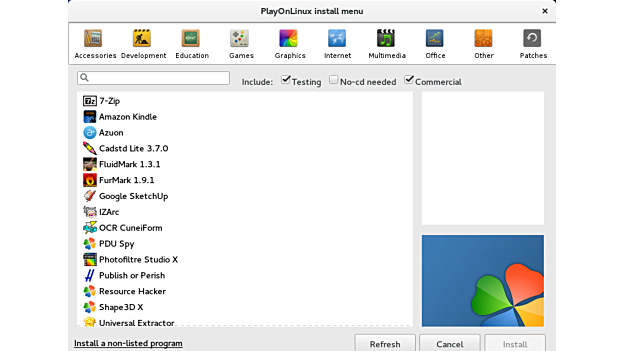 PlayOnLinux install menu
Accessories Development Education Games Graphics Internet Multimedia Office Other Patches
Include: Testing No-cd needed Commercial
7z 7-Zip
Amazon Kindle
Azuon
Cadstd Lite 3.7.0
FluidMark 1.3.1
FurMark 1.9.1
Google SketchUp
IZArc
OCR CuneiForm
PDU Spy
Photofiltre Studio X
Publish or Perish
Resource Hacker
Shape3D X
Universal Extractor
Install a non-listed program Refresh Cancel Install